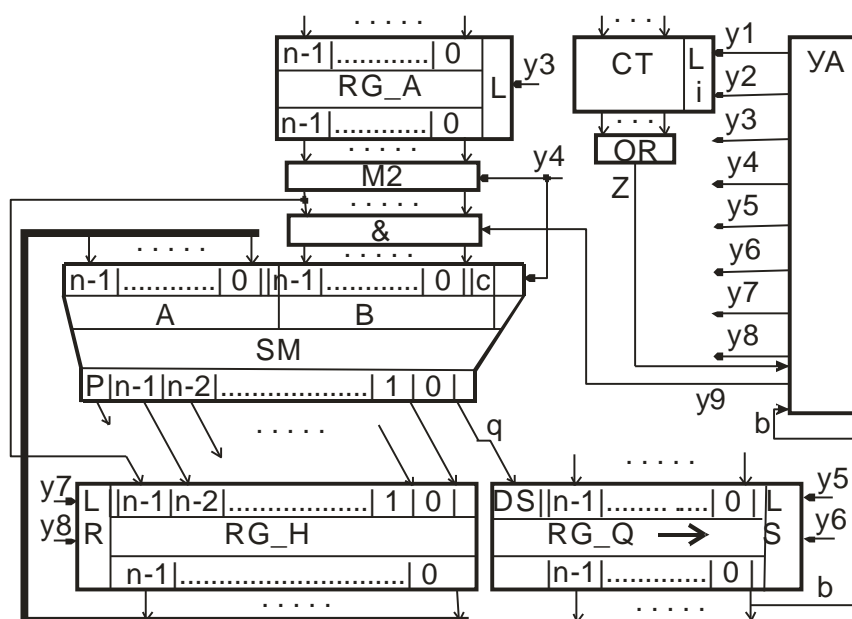 . . . . .
. . . . .
n-1|............| 0
L
RG_A
n-1|............| 0
y3
CT
L
i
y1
y2
УА
. . .
OR
Z
y3
y4
y5
y6
y7
y8
y9
b
. . . . .
M2
y4
. . . . .
&
. . . . .
. . . . .
n-1|............| 0 ||n-1|............| 0 ||c
A
B
SM
P|n-1|n-2|....................| 1 | 0 |
. . . . .
q
. . . . .
y7
L
||n-1|n-2|....................| 1 | 0 |
y8
R
RG_H
n-1|..............................| 0
. . . . .
DS||n-1|........ ....| 0 | L
y5
RG_Q
S
y6
|n-1|............| 0 |
b
. . . . .